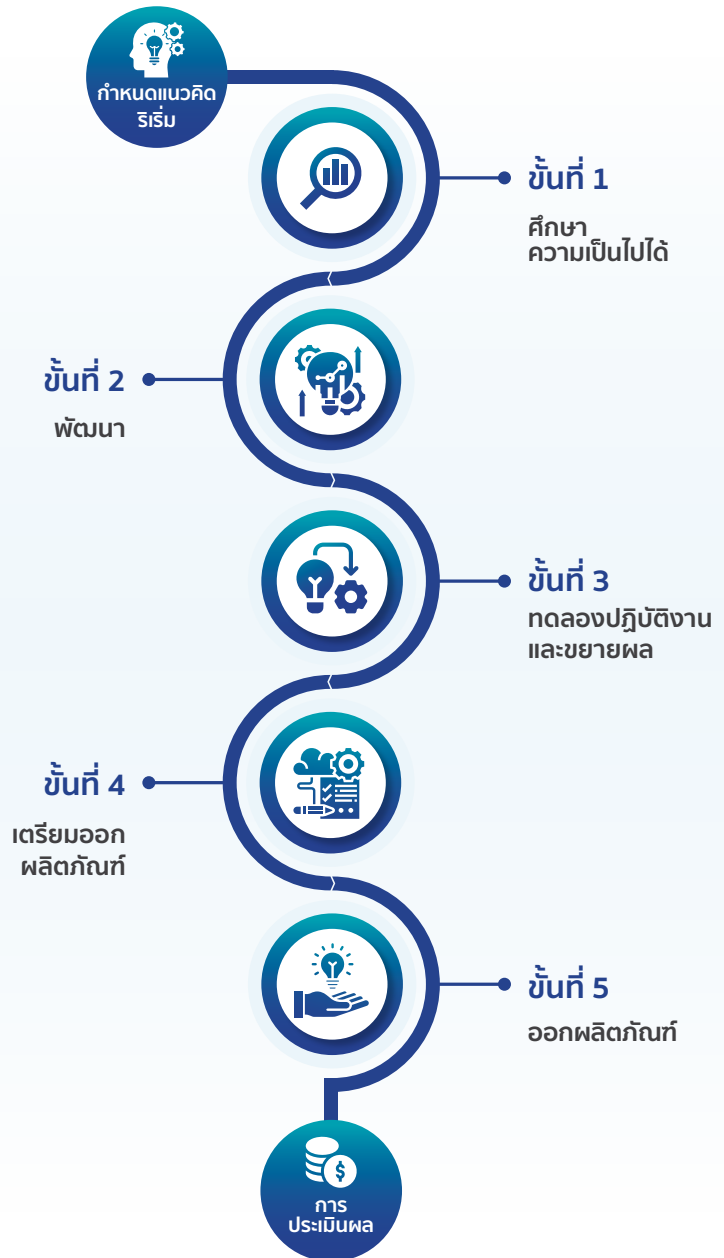 กำหนดแนวคิด
ริเริ่ม
ขั้นที่ 1
ศึกษา
ความเป็นไปได้
ขั้นที่ 2
พัฒนา
ขั้นที่ 3
ทดลองปฏิบัติงาน
และขยายผล
ขั้นที่ 4
เตรียมออก
ผลิตภัณฑ์
ขั้นที่ 5
ออกผลิตภัณฑ์
$
การ
ประเมินผล